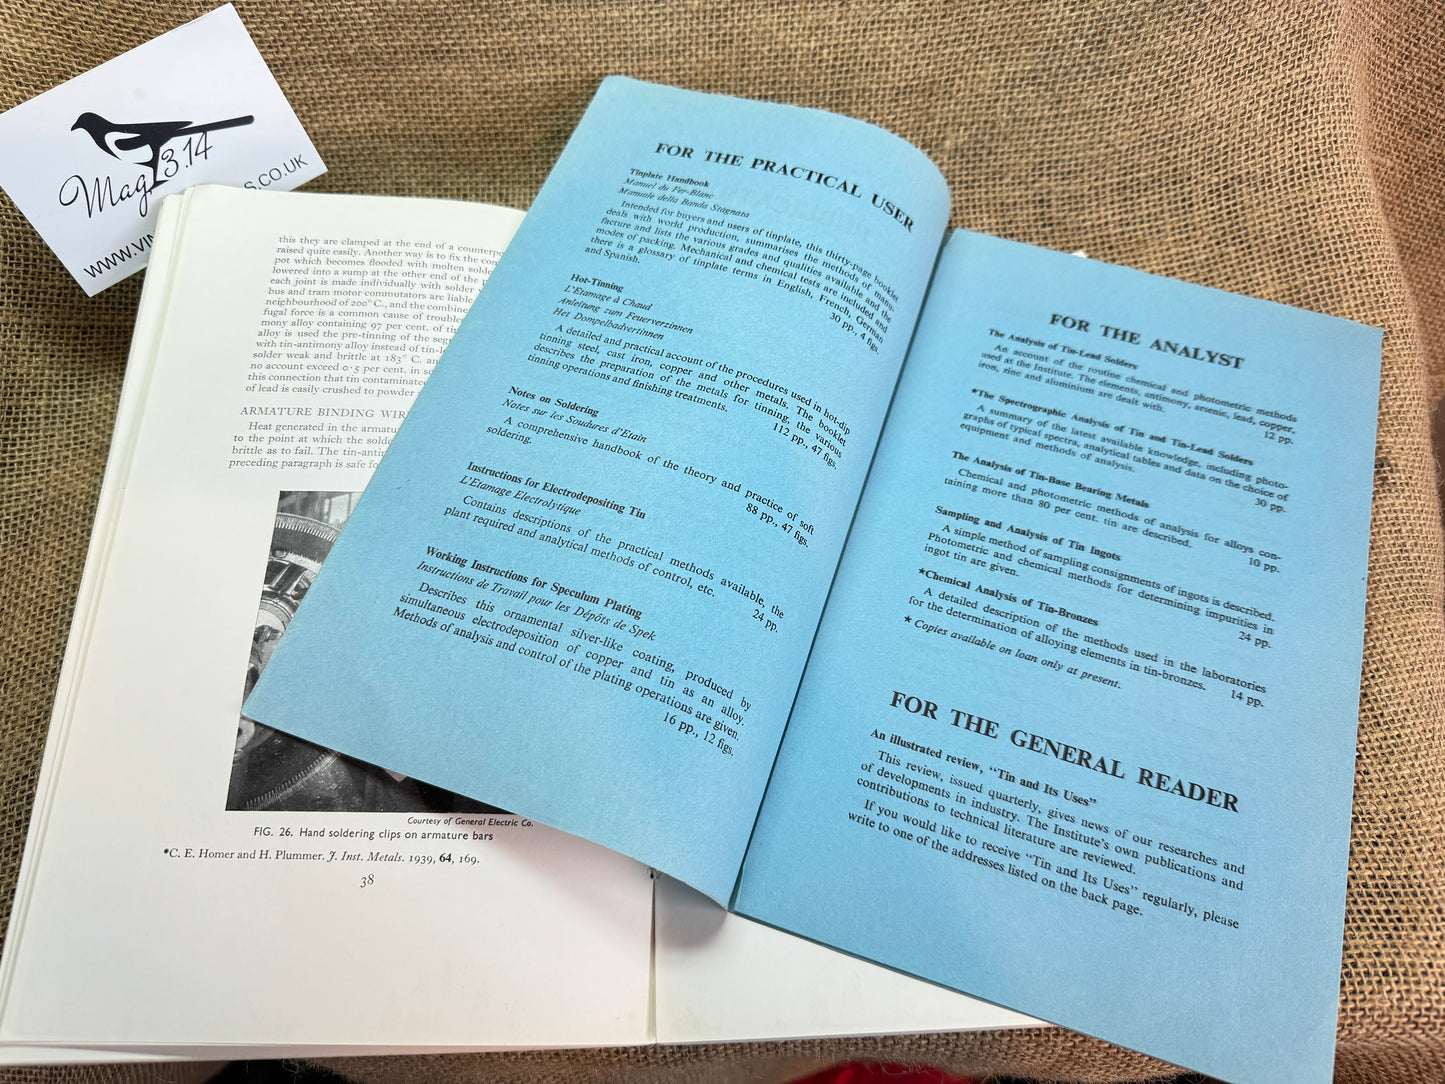 Mag 3.14
WWW.VIN
S.CO.UK
this they are clamped at the end of a counterpo
raised quite easily. Another way is to fix the con
pot which becomes flooded with molten solde
lowered into a sump at the other end of the p
each joint is made individually with solder
bus and tram motor commutators are liable
neighbourhood of 200° C., and the combine
fugal force is a common cause of trouble
mony alloy containing 97 per cent. of ti
alloy is used the pre-tinning of the seg
with tin-antimony alloy instead of tin-l
solder weak and brittle at 183° C. an
no account exceed 0·5 per cent. in so
this connection that tin contaminated
of lead is easily crushed to powder
ARMATURE BINDING WIR
Heat generated in the armatu
to the point at which the solde
brittle as to fail. The tin-anti
preceding paragraph is safe fo
Courtesy of General Electric Co.
FIG. 26. Hand soldering clips on armature bars
*C. E. Homer and H. Plummer. J. Inst. Metals. 1939, 64, 169.
38
FOR THE PRACTICAL USER
Tinplate Handbook
Manuel du Fer-Blanc
Manuale della Banda Stagnata
Intended for buyers and users of tinplate, this thirty-page booklet
deals with world production, summarises the methods of manu-
facture and lists the various grades and qualities available and the
modes of packing. Mechanical and chemical tests are included and
there is a glossary of tinplate terms in English, French, German
and Spanish.
30 pp., 4 figs.
Hot-Tinning
L'Etamage à Chaud
Anleitung zum Feuerverzinnen
Het Dompelbadvertinnen
A detailed and practical account of the procedures used in hot-dip
tinning steel, cast iron, copper and other metals. The booklet
describes the preparation of the metals for tinning, the various
tinning operations and finishing treatments.
112 pp., 47 figs.
Notes on Soldering
Notes sur les Soudures d'Etain
A comprehensive handbook of the theory and practice of soft
soldering.
88 pp., 47 figs.
Instructions for Electrodepositing Tin
L'Etamage Electrolytique
Contains descriptions of the practical methods available, the
plant required and analytical methods of control, etc.
24 pp.
Working Instructions for Speculum Plating
Instructions de Travail pour les Dépôts de Spek
Describes this ornamental silver-like coating, produced by
simultaneous electrodeposition of copper and tin as an alloy.
Methods of analysis and control of the plating operations are given.
16 pp., 12 figs.
FOR THE ANALYST
The Analysis of Tin-Lead Solders
An account of the routine chemical and photometric methods
used at the Institute. The elements, antimony, arsenic, lead, copper,
iron, zinc and aluminium are dealt with.
12 pp.
*The Spectrographic Analysis of Tin and Tin-Lead Solders
A summary of the latest available knowledge, including photo-
graphs of typical spectra, analytical tables and data on the choice of
equipment and methods of analysis.
30 pp.
The Analysis of Tin-Base Bearing Metals
Chemical and photometric methods of analysis for alloys con-
taining more than 80 per cent. tin are described.
10 pp.
Sampling and Analysis of Tin Ingots
A simple method of sampling consignments of ingots is described.
Photometric and chemical methods for determining impurities in
ingot tin are given.
24 pp.
★Chemical Analysis of Tin-Bronzes
A detailed description of the methods used in the laboratories
for the determination of alloying elements in tin-bronzes. 14 pp.
★ Copies available on loan only at present.
FOR THE GENERAL READER
An illustrated review, “Tin and Its Uses”
This review, issued quarterly, gives news of our researches and
of developments in industry. The Institute's own publications and
contributions to technical literature are reviewed.
If you would like to receive “Tin and Its Uses” regularly, please
write to one of the addresses listed on the back page.